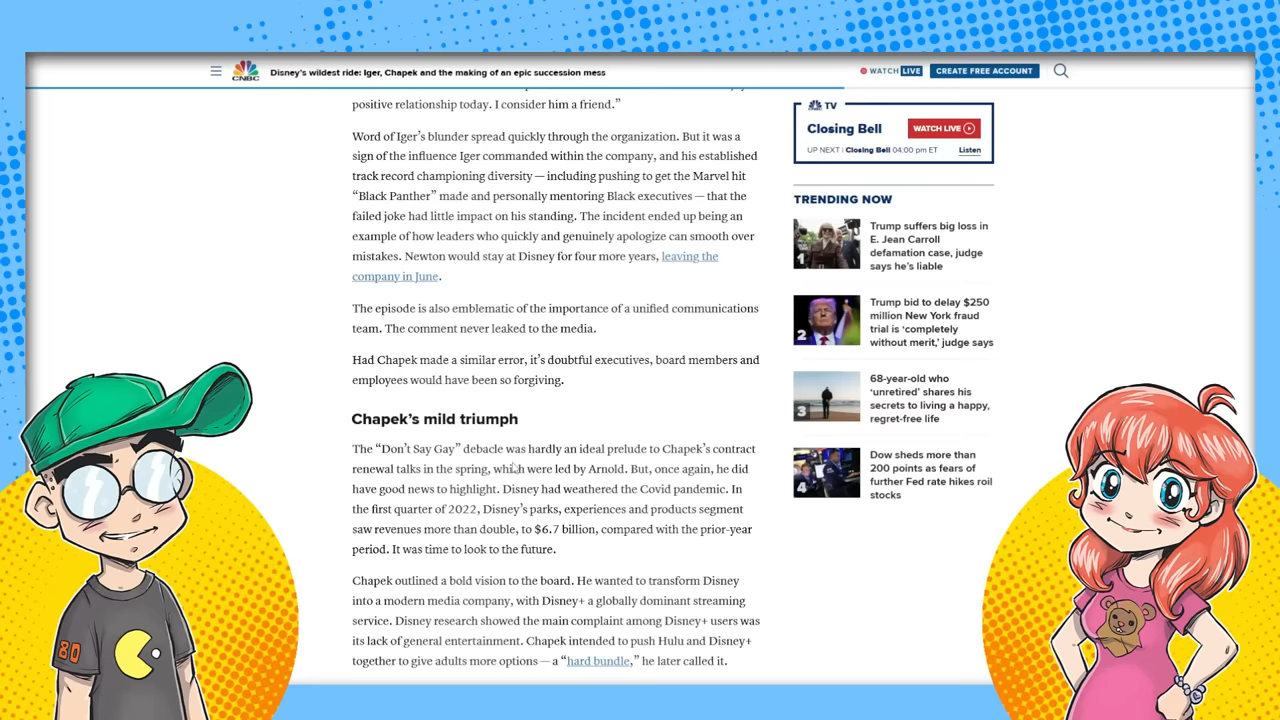 CNBC
Disney's wildest ride: Iger, Chapek and the making of an epic succession mess
WATCH LIVE
CREATE FREE ACCOUNT
positive relationship today. I consider him a friend.”
Word of Iger’s blunder spread quickly through the organization. But it was a
sign of the influence Iger commanded within the company, and his established
track record championing diversity — including pushing to get the Marvel hit
“Black Panther” made and personally mentoring Black executives — that the
failed joke had little impact on his standing. The incident ended up being an
example of how leaders who quickly and genuinely apologize can smooth over
mistakes. Newton would stay at Disney for four more years, leaving the
company in June.
The episode is also emblematic of the importance of a unified communications
team. The comment never leaked to the media.
Had Chapek made a similar error, it’s doubtful executives, board members and
employees would have been so forgiving.
Chapek’s mild triumph
The “Don’t Say Gay” debacle was hardly an ideal prelude to Chapek’s contract
renewal talks in the spring, which were led by Arnold. But, once again, he did
have good news to highlight. Disney had weathered the Covid pandemic. In
the first quarter of 2022, Disney’s parks, experiences and products segment
saw revenues more than double, to $6.7 billion, compared with the prior-year
period. It was time to look to the future.
Chapek outlined a bold vision to the board. He wanted to transform Disney
into a modern media company, with Disney+ a globally dominant streaming
service. Disney research showed the main complaint among Disney+ users was
its lack of general entertainment. Chapek intended to push Hulu and Disney+
together to give adults more options — a “hard bundle,” he later called it.
TV
Closing Bell
WATCH LIVE
UP NEXT | Closing Bell 04:00 pm ET
Listen
TRENDING NOW
1
Trump suffers big loss in
E. Jean Carroll
defamation case, judge
says he’s liable
2
Trump bid to delay $250
million New York fraud
trial is ‘completely
without merit,’ judge says
3
68-year-old who
‘unretired’ shares his
secrets to living a happy,
regret-free life
4
Dow sheds more than
200 points as fears of
further Fed rate hikes roil
stocks
80